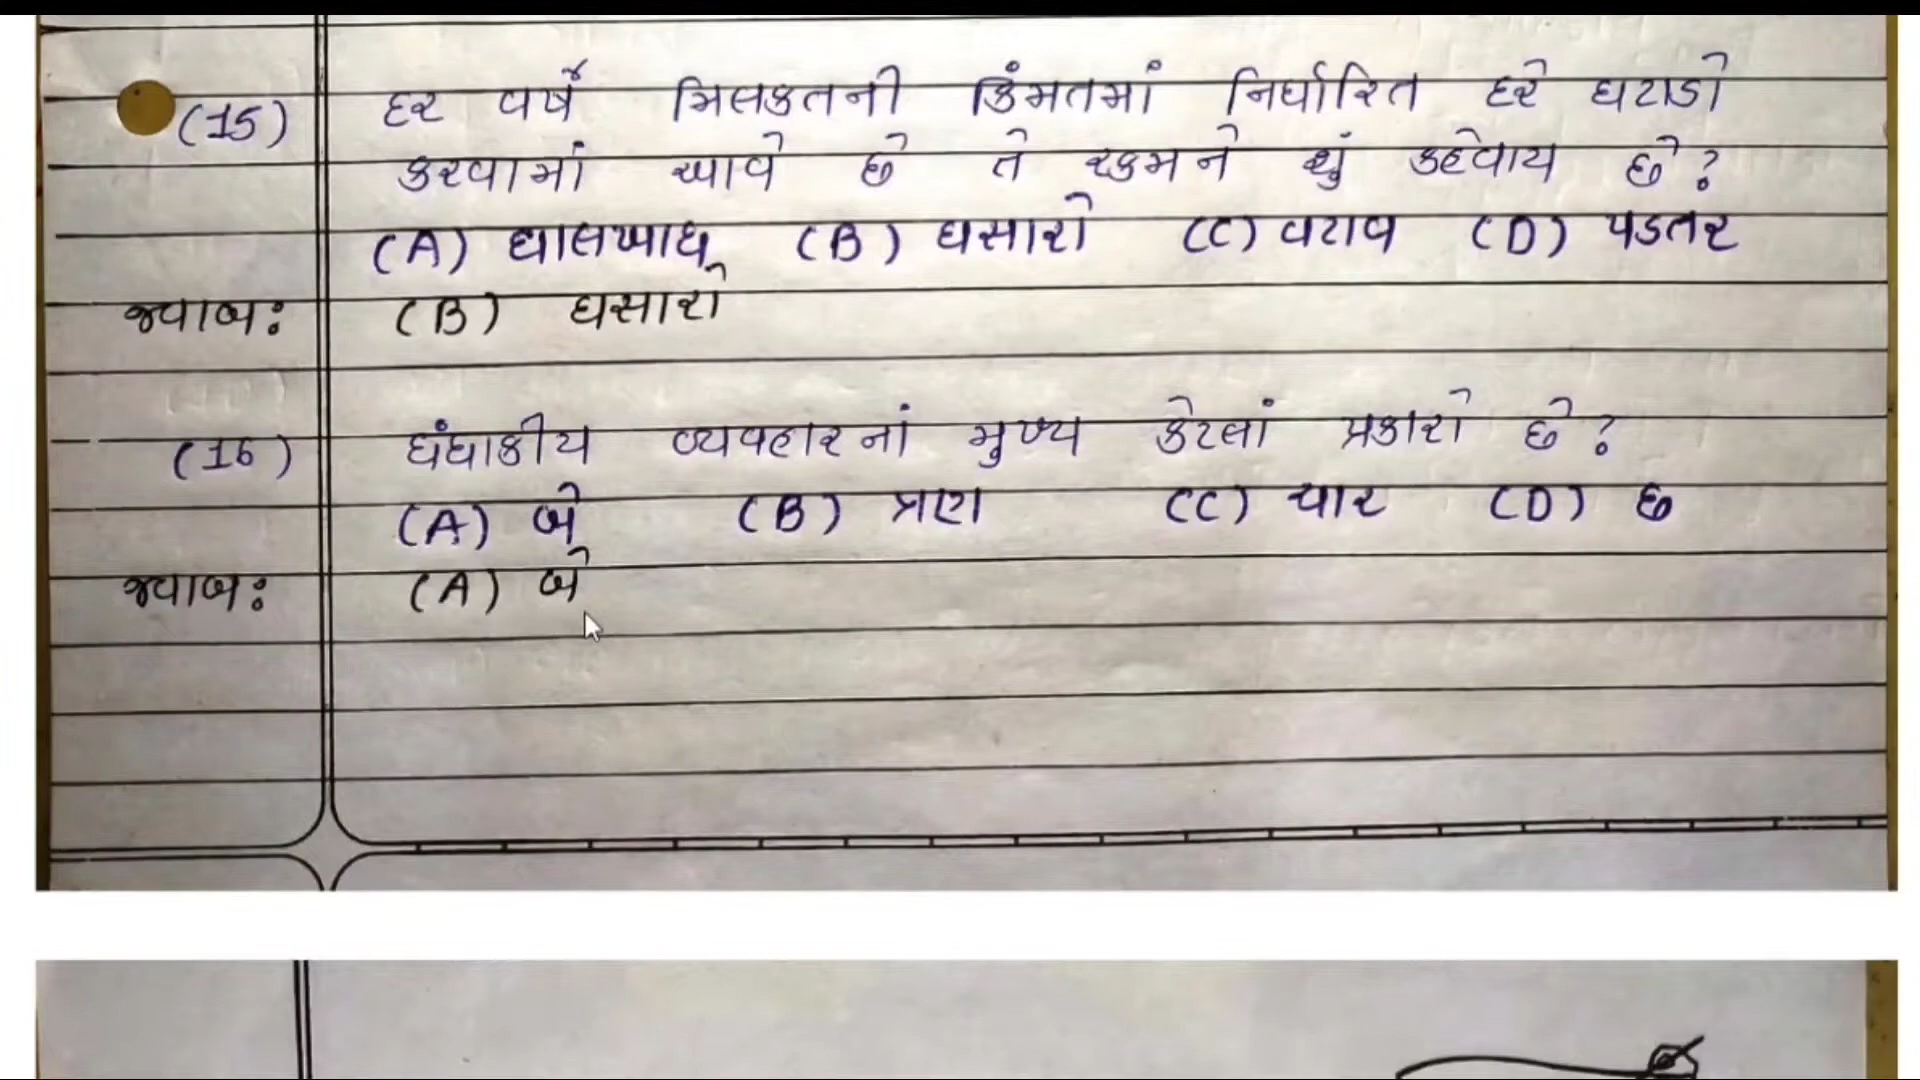 (15) દર વર્ષે મિલકતની કિંમતમાં નિર્ધારિત દરે ઘટાડો
કરવામાં આવે છે તે રકમને શું કહેવાય છે?
(A) ઘાલખાધ (B) ઘસારો (C) વટાવ (D) પડતર
જવાબ: (B) ઘસારો
(16) ધંધાકીય વ્યવહારનાં મુખ્ય કેટલાં પ્રકારો છે?
(A) બે (B) ત્રણ (C) ચાર (D) છ
જવાબ: (A) બે